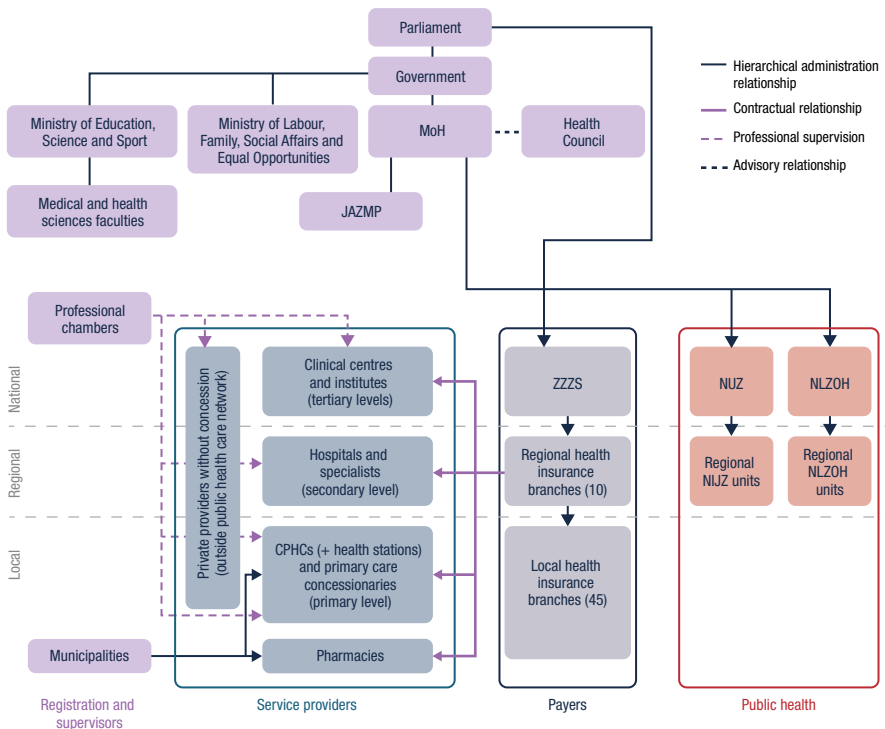 Parliament
Government
Ministry of Education,
Science and Sport
Ministry of Labour,
Family, Social Affairs and
Equal Opportunities
MoH
Health
Council
Medical and health
sciences faculties
JAZMP
Hierarchical administration
relationship
Contractual relationship
Professional supervision
Advisory relationship
Professional
chambers
National
Regional
Local
Private providers without concession
(outside public health care network)
Clinical centres
and institutes
(tertiary levels)
Hospitals and
specialists
(secondary level)
CPHCs (+ health stations)
and primary care
concessionaries
(primary level)
Pharmacies
Municipalities
ZZZS
Regional health
insurance
branches (10)
Local health
insurance
branches (45)
NUZ
NLZOH
Regional
NIJZ units
Regional
NLZOH
units
Registration and
supervisors
Service providers
Payers
Public health